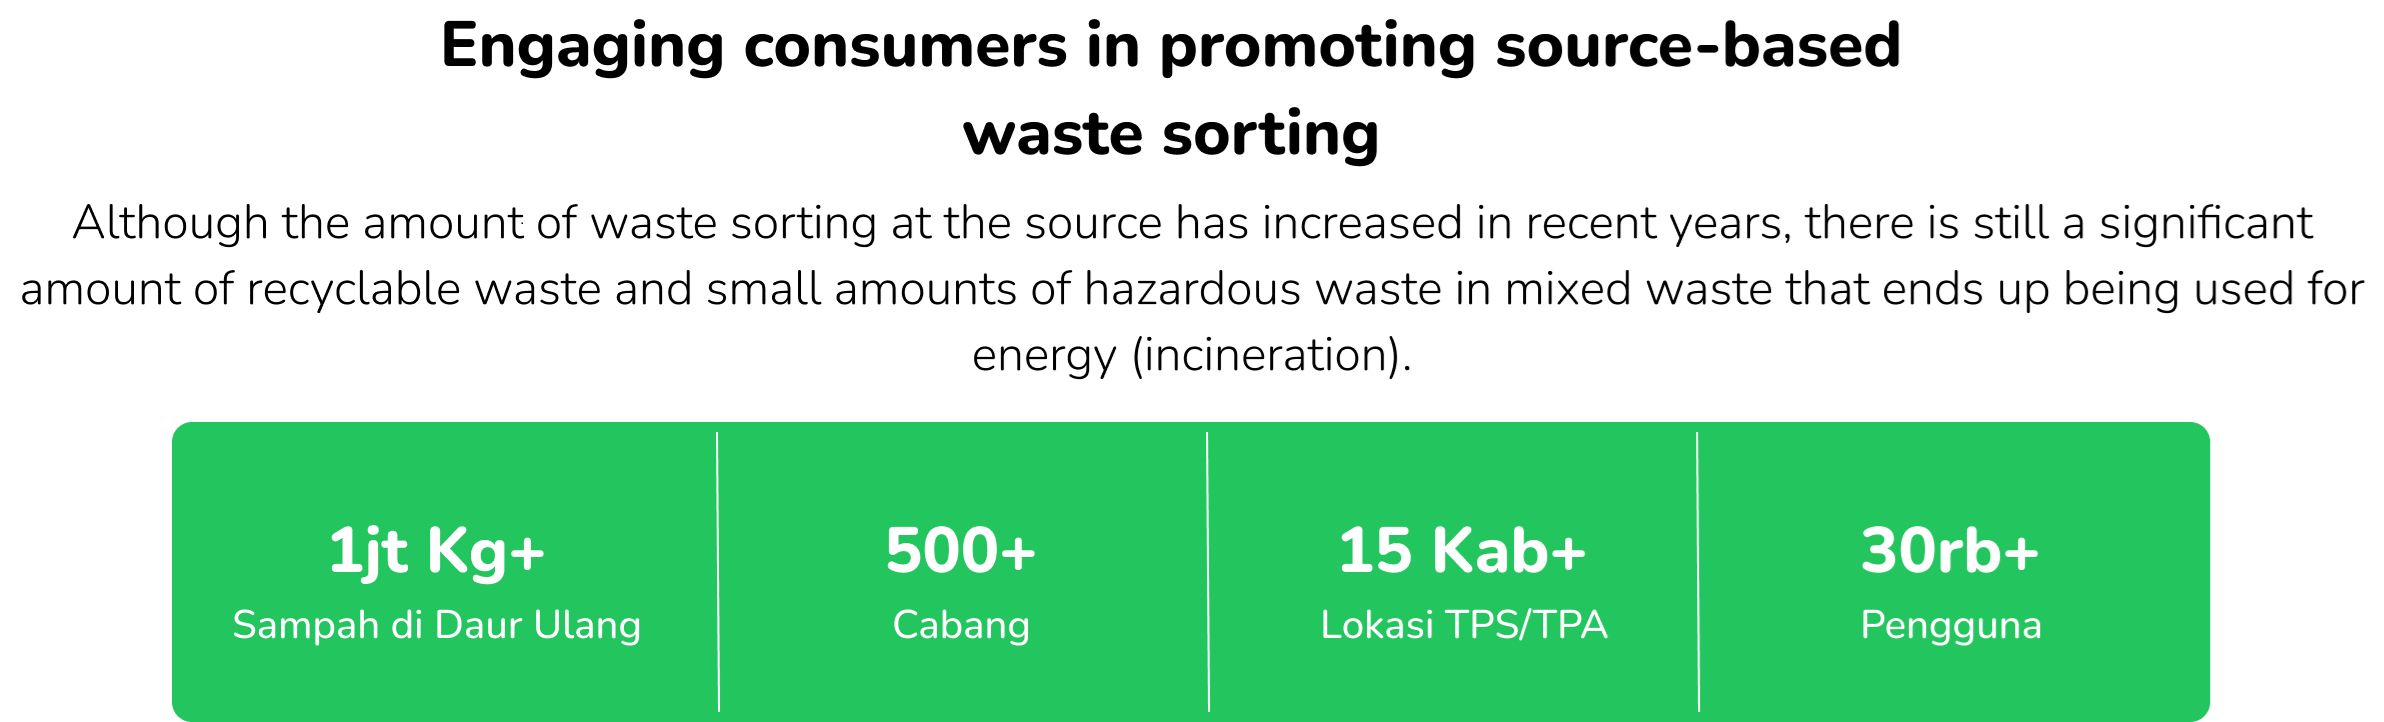 Engaging consumers in promoting source-based
waste sorting
Although the amount of waste sorting at the source has increased in recent years, there is still a significant
amount of recyclable waste and small amounts of hazardous waste in mixed waste that ends up being used for
energy (incineration).
1jt Kg+
Sampah di Daur Ulang
500+
Cabang
15 Kab+
Lokasi TPS/TPA
30rb+
Pengguna